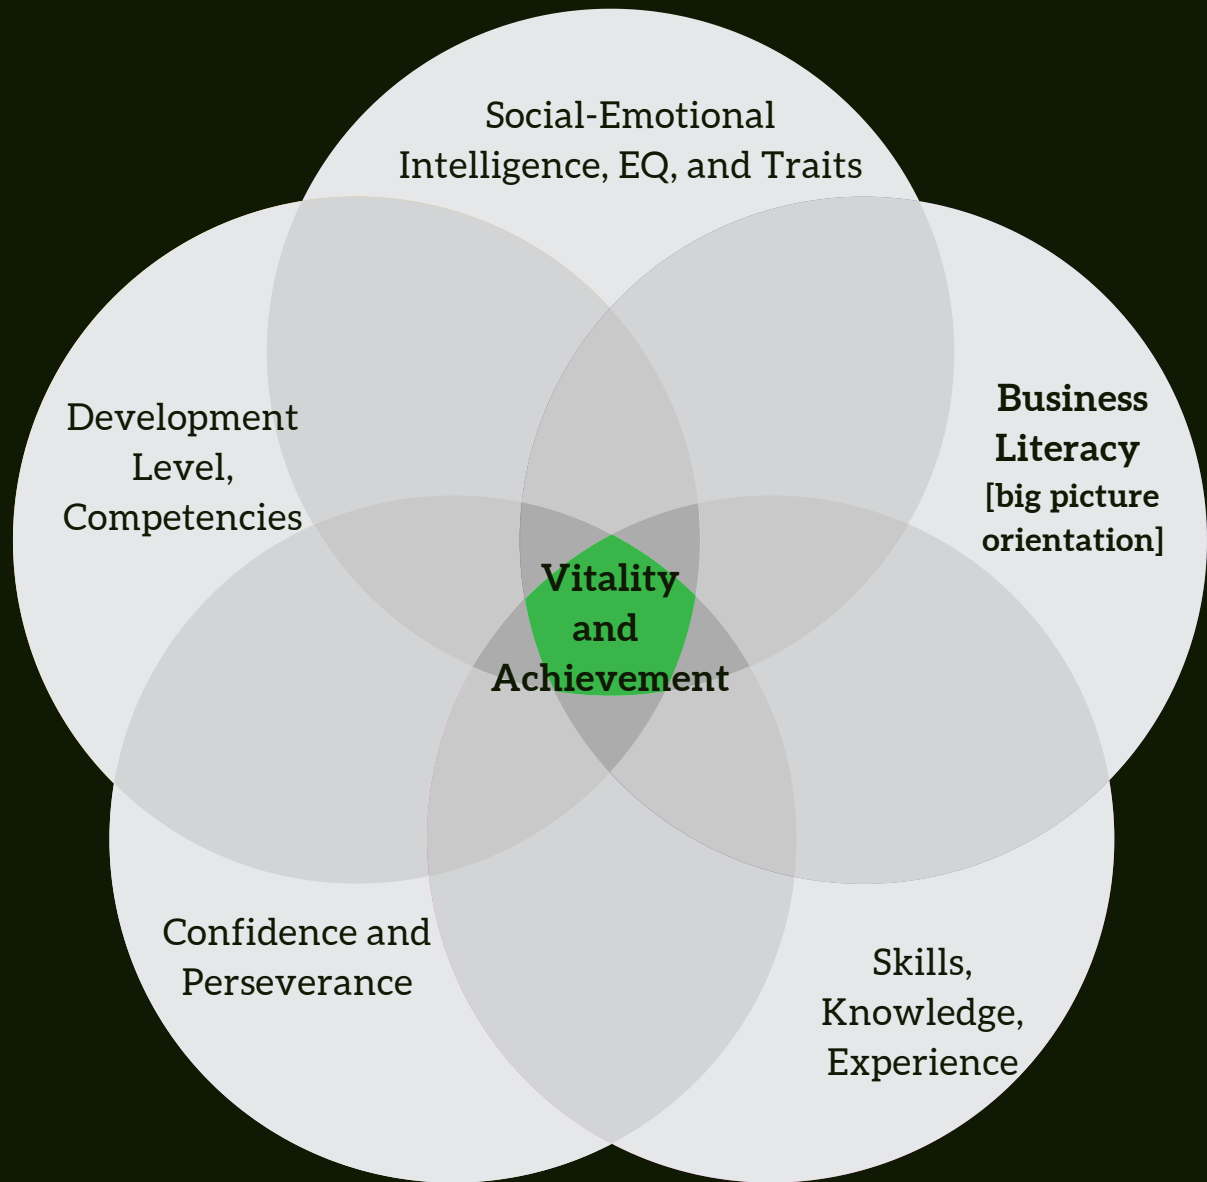 Social-Emotional
Intelligence, EQ, and Traits
Development
Level,
Competencies
Business
Literacy
[big picture
orientation]
Vitality
and
Achievement
Confidence and
Perseverance
Skills,
Knowledge,
Experience